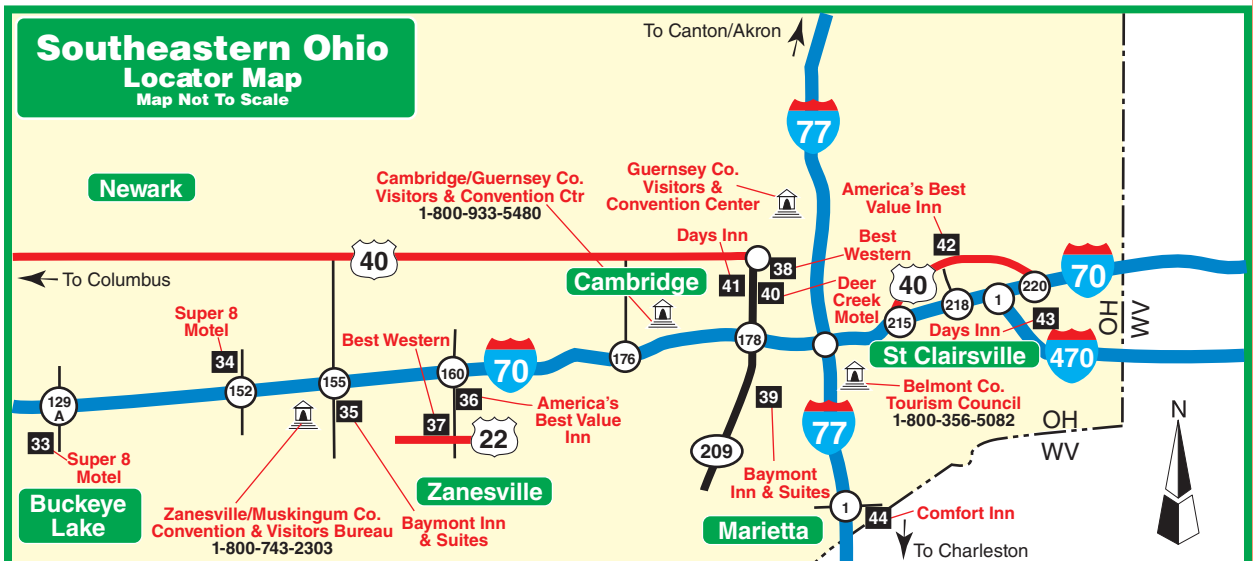 Southeastern Ohio
Locator Map
Map Not To Scale
To Canton/Akron
77
Newark
Cambridge/Guernsey Co.
Visitors & Convention Ctr
1-800-933-5480
Guernsey Co.
Visitors &
Convention Center
America's Best
Value Inn
42
Days Inn
41
38
Best
Western
40
Deer
Creek
Motel
40
To Columbus
Cambridge
40
70
215
218
1
220
Days Inn
43
OH
WV
St Clairsville
470
Super 8
Motel
34
Best Western
70
176
178
129
A
152
155
160
33
Super 8
Motel
35
37
36
America's
Best Value
Inn
22
39
Belmont Co.
Tourism Council
1-800-356-5082
OH
WV
77
209
N
Buckeye
Lake
Zanesville/Muskingum Co.
Convention & Visitors Bureau
1-800-743-2303
Baymont Inn
& Suites
Zanesville
Baymont
Inn & Suites
Marietta
1
44
Comfort Inn
To Charleston